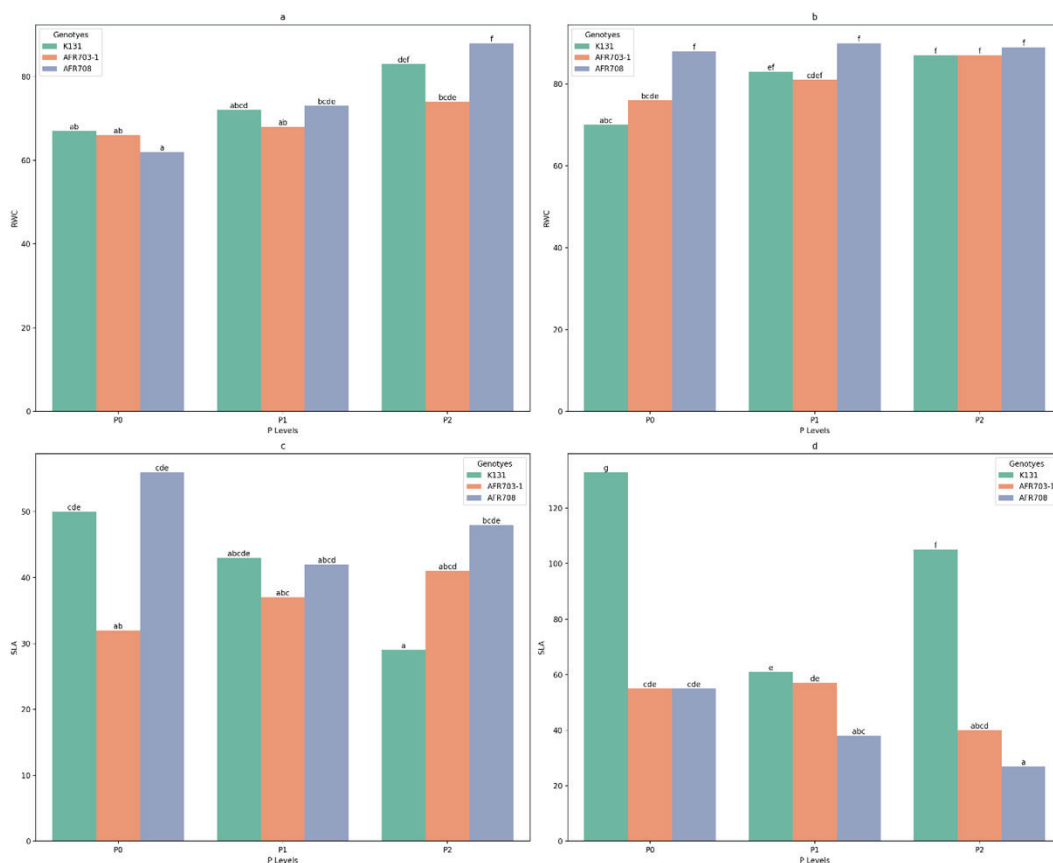 a
Genotyes
K131
AFR703-1
AFR708
RWC
80
60
40
20
0
ab
ab
a
abcd
ab
bcde
def
bcde
f
P0
P1
P2
P Levels
b
Genotyes
K131
AFR703-1
AFR708
RWC
80
60
40
20
0
abc
bcde
f
ef
cdef
f
f
f
f
P0
P1
P2
P Levels
c
Genotyes
K131
AFR703-1
AFR708
SLA
50
40
30
20
10
0
cde
ab
cde
abcde
abc
abcd
a
abcd
bcde
P0
P1
P2
P Levels
d
Genotyes
K131
AFR703-1
AFR708
SLA
120
100
80
60
40
20
0
g
cde
cde
e
de
abc
f
abcd
a
P0
P1
P2
P Levels